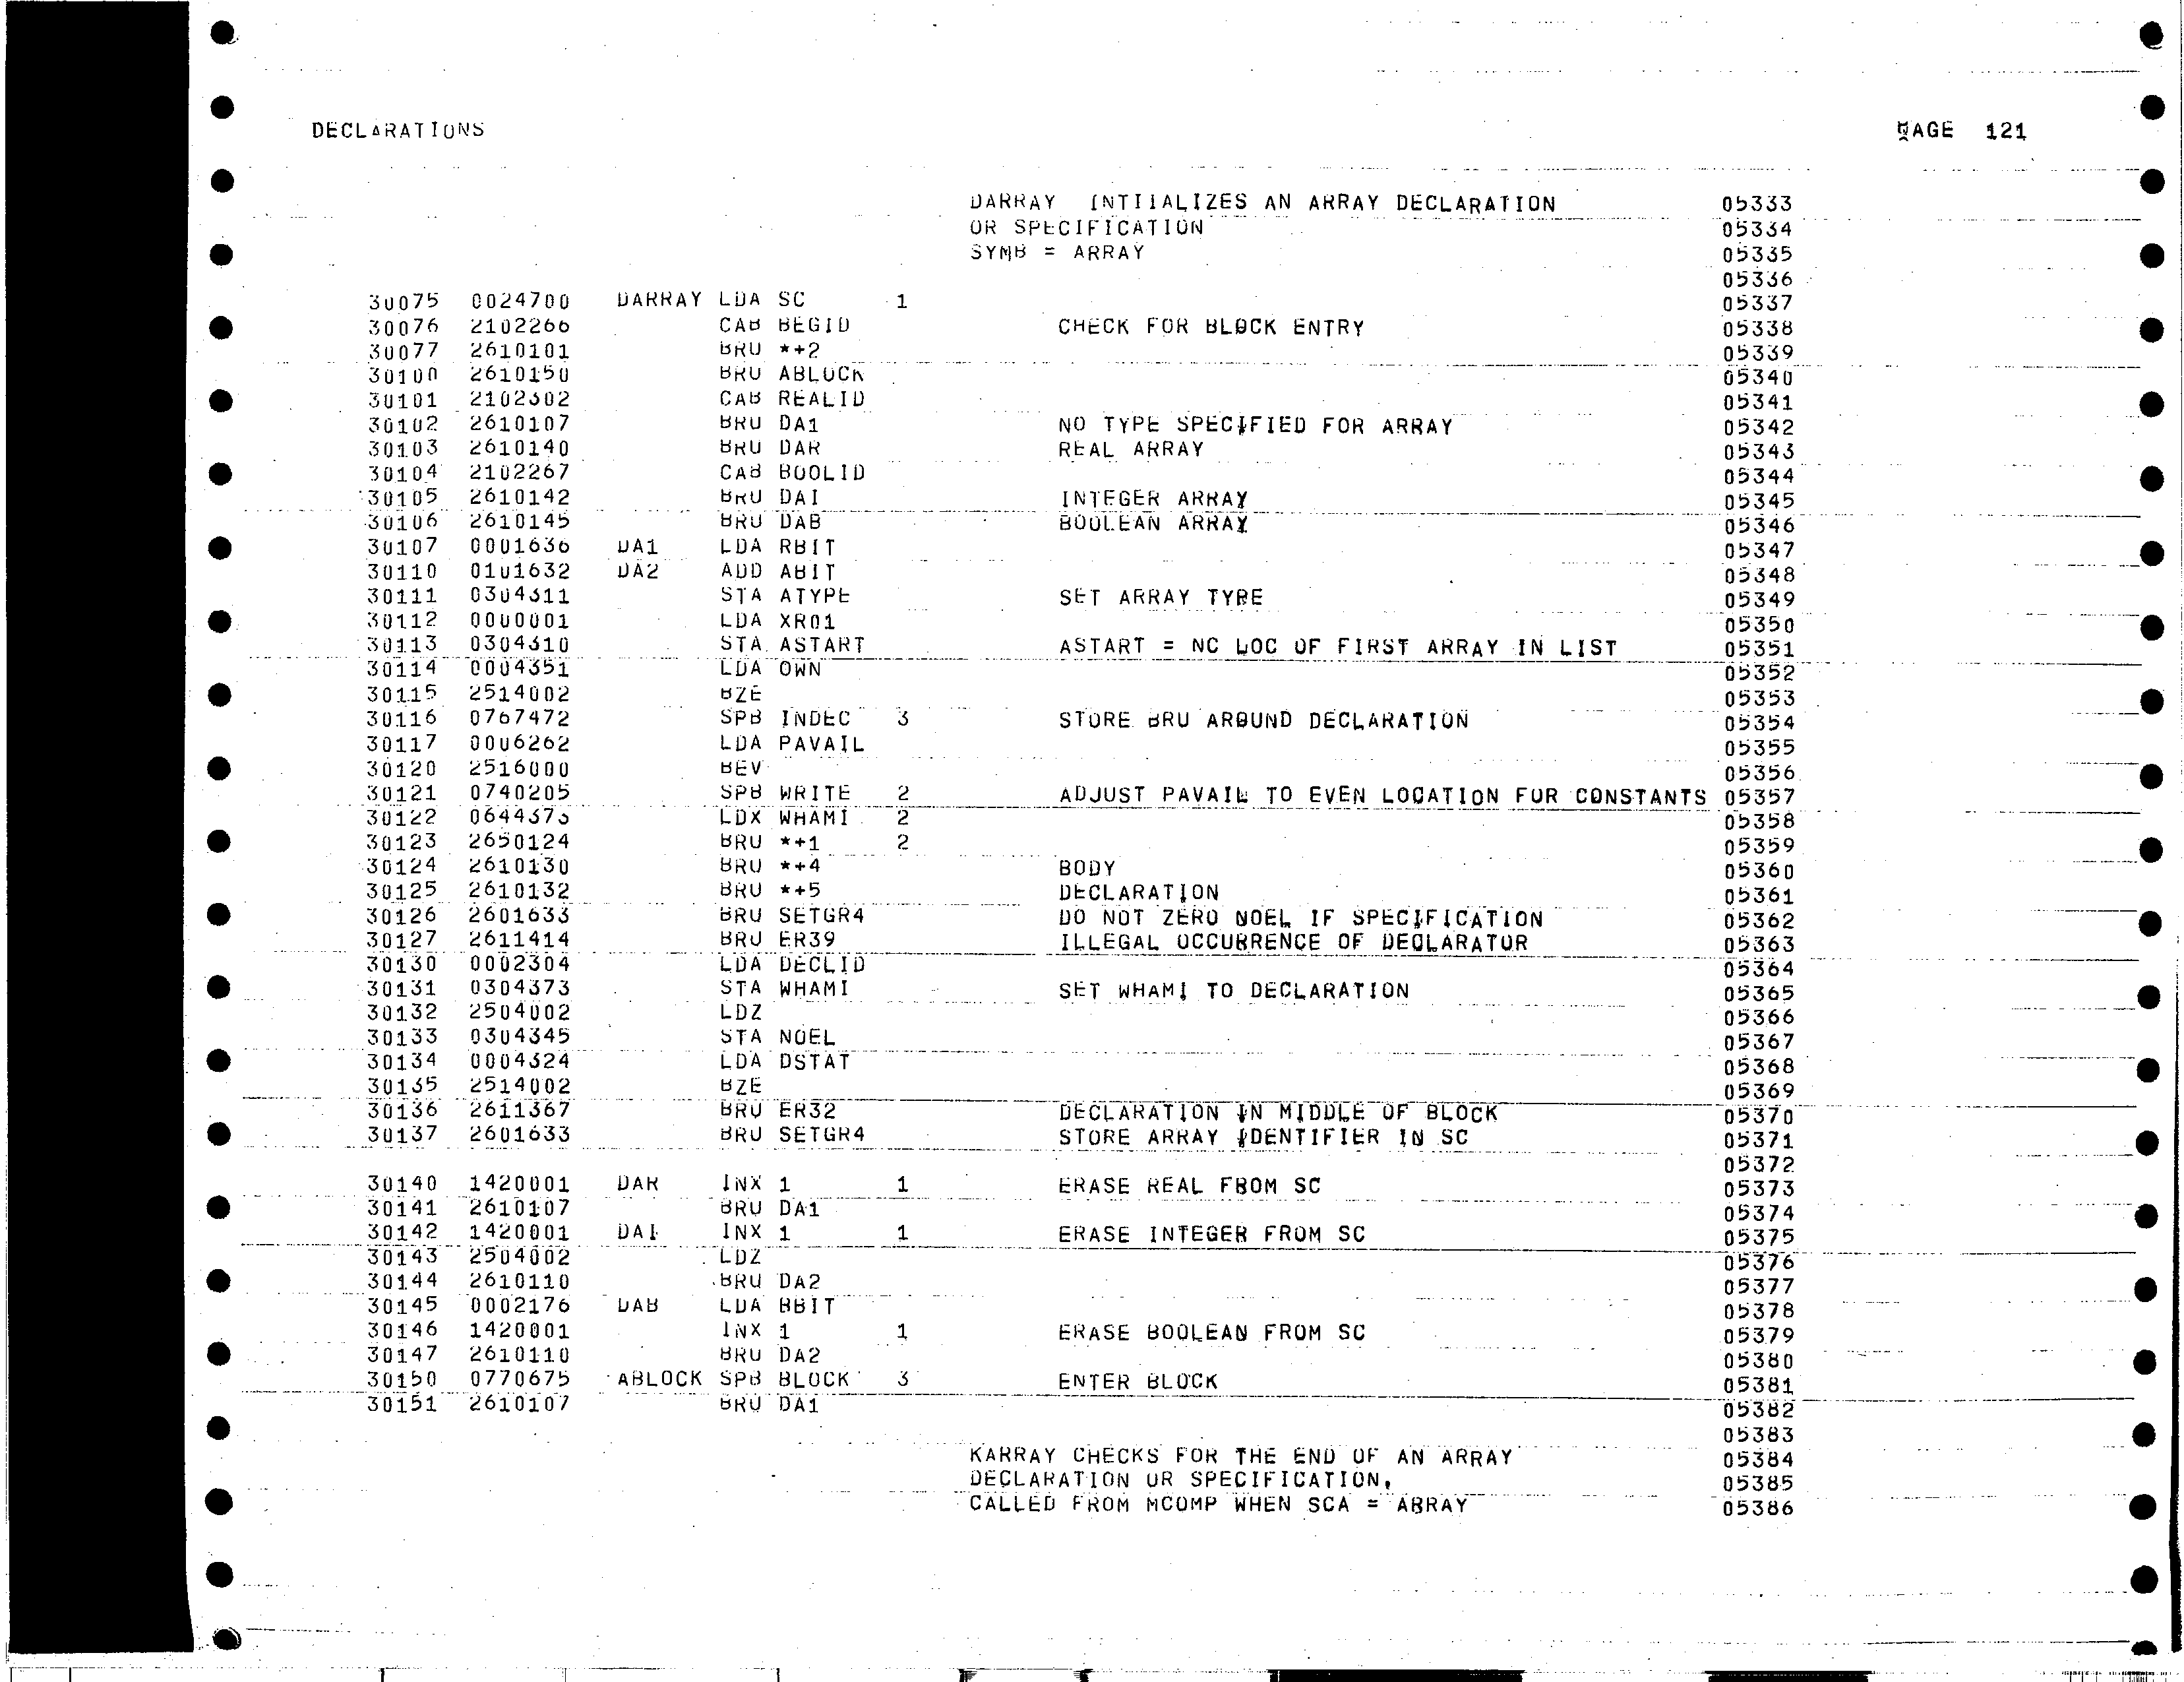 DECLARATIONS PAGE 121
DARRAY INTIIALIZES AN ARRAY DECLARATION 05333
OR SPECIFICATION 05334
SYMB = ARRAY 05335
05336
30075 0024700 DARRAY LDA SC 1 05337
30076 2102266 CAB BEGID CHECK FOR BLOCK ENTRY 05338
30077 2610101 BRU *+2 05339
30100 2610150 BRU ABLOCK 05340
30101 2102302 CAB REALID 05341
30102 2610107 BRU DA1 NO TYPE SPECIFIED FOR ARRAY 05342
30103 2610140 BRU DAR REAL ARRAY 05343
30104 2102267 CAB BOOLID 05344
30105 2610142 BRU DAI INTEGER ARRAY 05345
30106 2610145 BRU DAB BOOLEAN ARRAY 05346
30107 0001636 DA1 LDA RBIT 05347
30110 0101632 DA2 ADD ABIT 05348
30111 0304311 STA ATYPE SET ARRAY TYPE 05349
30112 0000001 LDA XR01 05350
30113 0304310 STA ASTART ASTART = NC LOC OF FIRST ARRAY IN LIST 05351
30114 0004351 LDA OWN 05352
30115 2514002 BZE 05353
30116 0767472 SPB INDEC 3 STORE BRU AROUND DECLARATION 05354
30117 0006262 LDA PAVAIL 05355
30120 2516000 BEV 05356
30121 0740205 SPB WRITE 2 ADJUST PAVAIL TO EVEN LOCATION FOR CONSTANTS 05357
30122 0644373 LDX WHAMI 2 05358
30123 2650124 BRU *+1 2 05359
30124 2610130 BRU *+4 BODY 05360
30125 2610132 BRU *+5 DECLARATION 05361
30126 2601633 BRU SETGR4 DO NOT ZERO NOEL IF SPECIFICATION 05362
30127 2611414 BRU ER39 ILLEGAL OCCURRENCE OF DECLARATOR 05363
30130 0002304 LDA DECLID 05364
30131 0304373 STA WHAMI SET WHAMI TO DECLARATION 05365
30132 2504002 LDZ 05366
30133 0304345 STA NOEL 05367
30134 0004324 LDA DSTAT 05368
30135 2514002 BZE 05369
30136 2611367 BRU ER32 DECLARATION IN MIDDLE OF BLOCK 05370
30137 2601633 BRU SETGR4 STORE ARRAY IDENTIFIER IN SC 05371
05372
30140 1420001 DAR INX 1 1 ERASE REAL FROM SC 05373
30141 2610107 BRU DA1 05374
30142 1420001 DAI INX 1 1 ERASE INTEGER FROM SC 05375
30143 2504002 LDZ 05376
30144 2610110 BRU DA2 05377
30145 0002176 DAB LDA BBIT 05378
30146 1420001 INX 1 1 ERASE BOOLEAN FROM SC 05379
30147 2610110 BRU DA2 05380
30150 0770675 ABLOCK SPB BLOCK 3 ENTER BLOCK 05381
30151 2610107 BRU DA1 05382
05383
KARRAY CHECKS FOR THE END OF AN ARRAY 05384
DECLARATION OR SPECIFICATION, 05385
CALLED FROM MCOMP WHEN SCA = ARRAY 05386